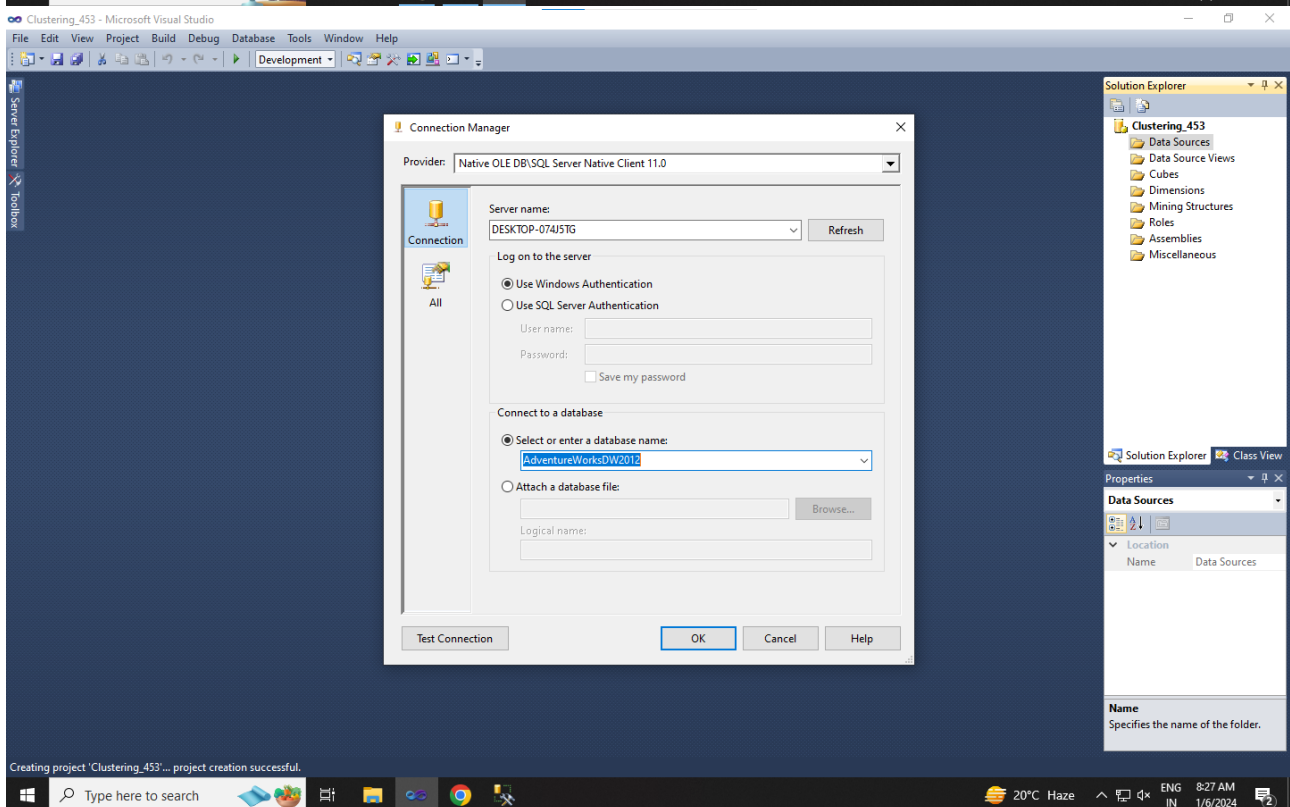 Clustering_453 - Microsoft Visual Studio
File Edit View Project Build Debug Database Tools Window Help
Development
Server Explorer
Toolbox
Connection Manager
Provider: Native OLE DB\SQL Server Native Client 11.0
Connection
All
Server name:
DESKTOP-074J5TG
Refresh
Log on to the server
Use Windows Authentication
Use SQL Server Authentication
User name:
Password:
Save my password
Connect to a database
Select or enter a database name:
AdventureWorksDW2012
Attach a database file:
Browse...
Logical name:
Test Connection
OK
Cancel
Help
Solution Explorer
Clustering_453
Data Sources
Data Source Views
Cubes
Dimensions
Mining Structures
Roles
Assemblies
Miscellaneous
Solution Explorer Class View
Properties
Data Sources
Location
Name Data Sources
Name
Specifies the name of the folder.
Creating project 'Clustering_453'... project creation successful.
Type here to search
20°C Haze
ENG
IN
8:27 AM
1/6/2024
2